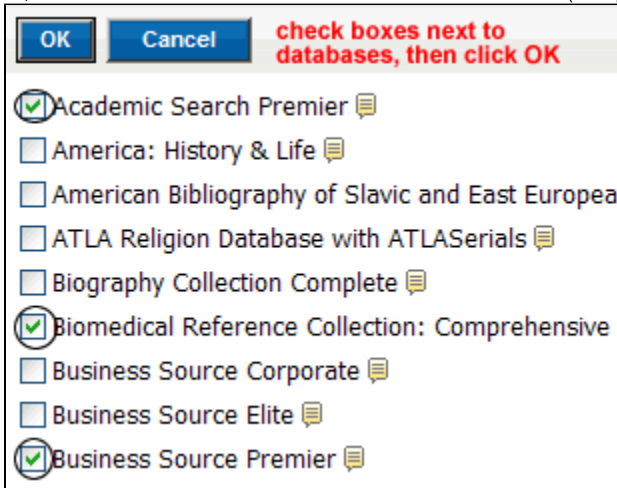 OK Cancel check boxes next to
databases, then click OK
Academic Search Premier
America: History & Life
American Bibliography of Slavic and East Europea
ATLA Religion Database with ATLASerials
Biography Collection Complete
Biomedical Reference Collection: Comprehensive
Business Source Corporate
Business Source Elite
Business Source Premier